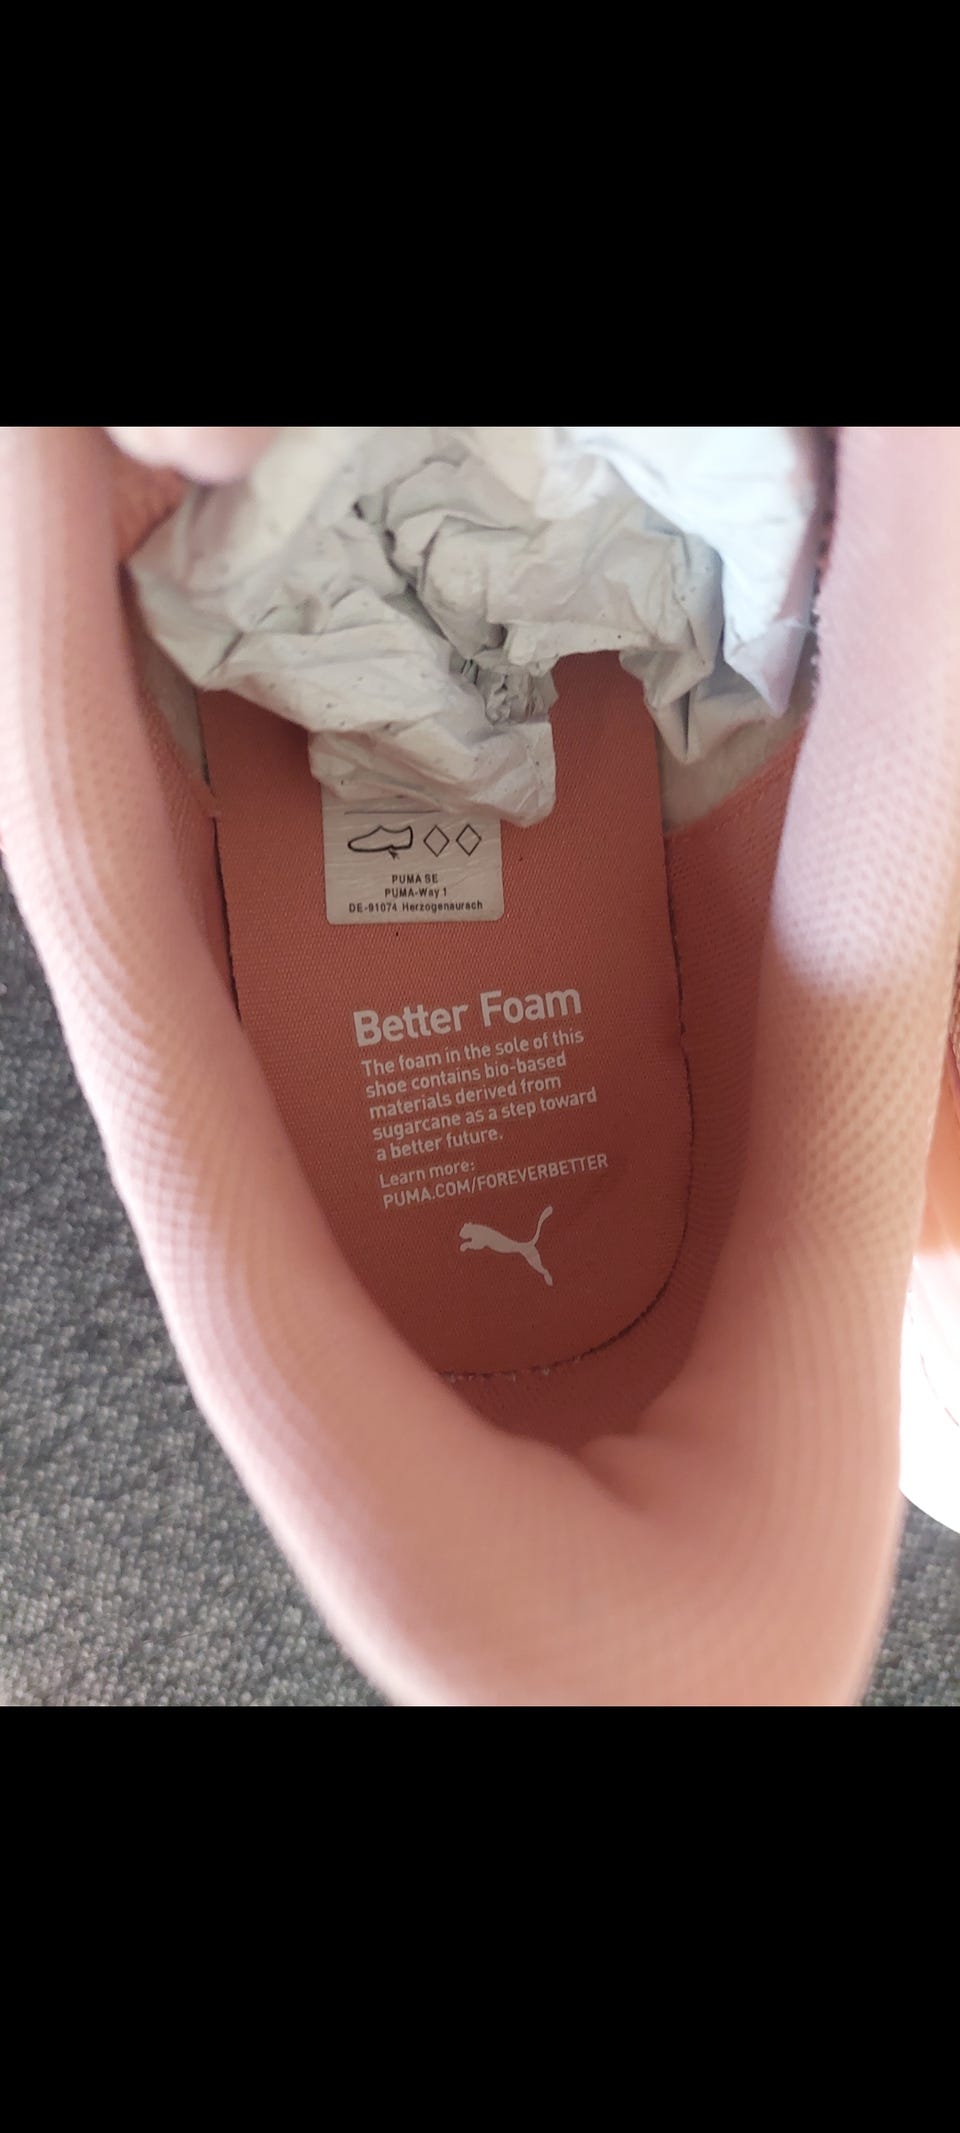 PUMA SE
PUMA-Way 1
DE-91074 Herzogenaurach
Better Foam
The foam in the sole of this
shoe contains bio-based
materials derived from
sugarcane as a step toward
a better future.
Learn more:
PUMA.COM/FOREVERBETTER